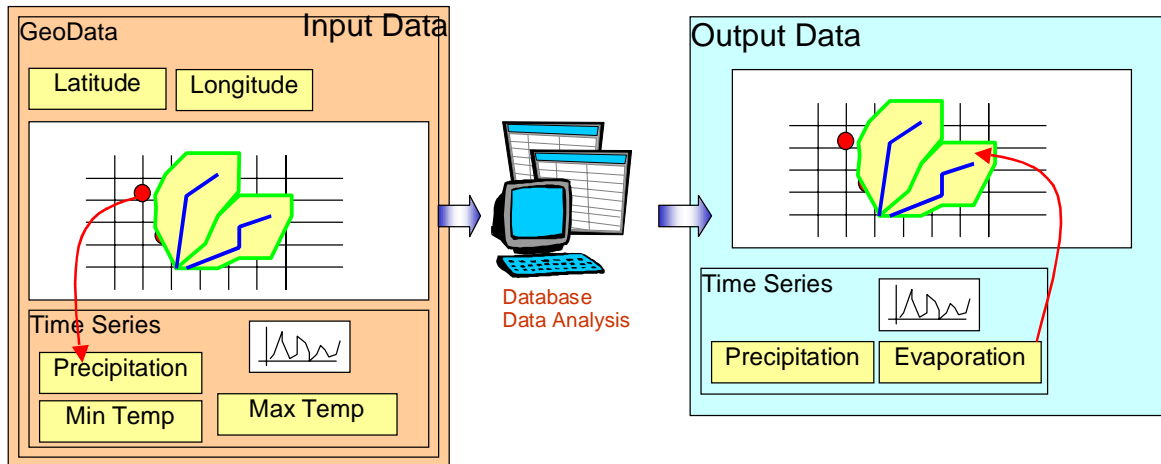 Input Data
GeoData
Latitude
Longitude
Time Series
Precipitation
Min Temp
Max Temp
Database
Data Analysis
Output Data
Time Series
Precipitation
Evaporation